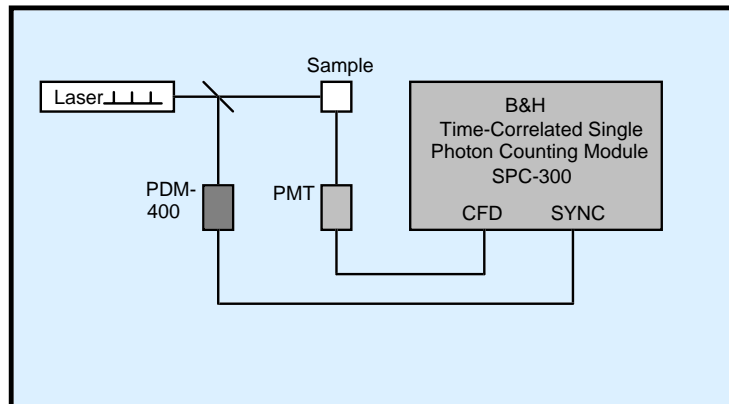 Sample
Laser
B&H
Time-Correlated Single
Photon Counting Module
SPC-300
PDM-
400
PMT
CFD SYNC